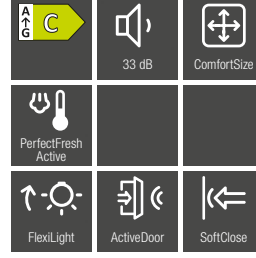 A
G
C
33 dB
ComfortSize
PerfectFresh
Active
FlexiLight
ActiveDoor
SoftClose